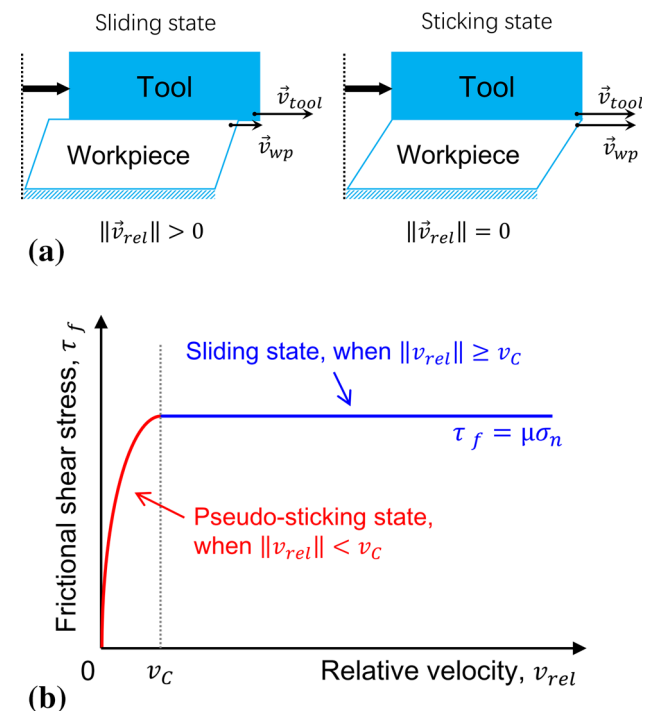 Sliding state
Sticking state
Tool
Tool
v⃗_tool
v⃗_tool
Workpiece
v⃗_wp
Workpiece
v⃗_wp
(a)
‖v⃗_rel‖ > 0
‖v⃗_rel‖ = 0
Frictional shear stress, τ_f
Sliding state, when ‖v_rel‖ ≥ v_C
τ_f = μσ_n
Pseudo-sticking state,
when ‖v_rel‖ < v_C
0
v_C
Relative velocity, v_rel
(b)